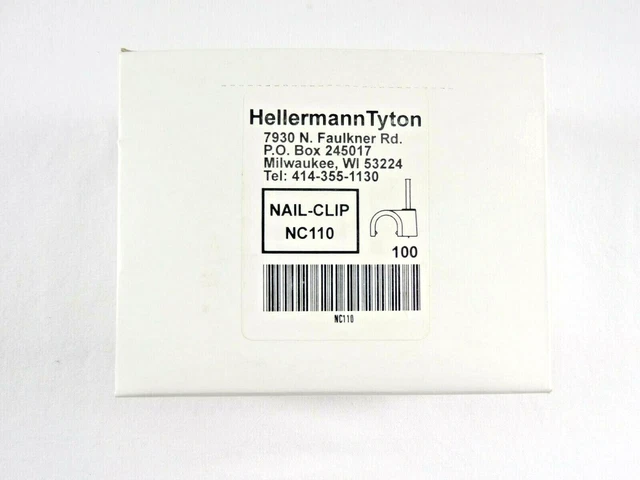 HellermannTyton
7930 N. Faulkner Rd.
P.O. Box 245017
Milwaukee, WI 53224
Tel: 414-355-1130
NAIL-CLIP
NC110
100
NC110